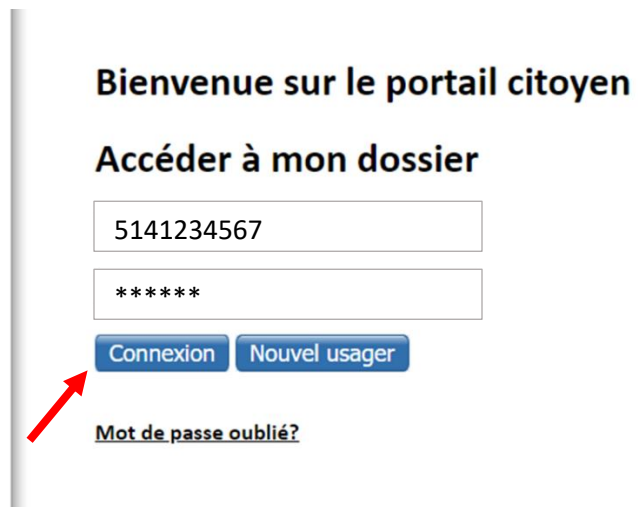 Bienvenue sur le portail citoyen
Accéder à mon dossier
5141234567
******
Connexion Nouvel usager
Mot de passe oublié?